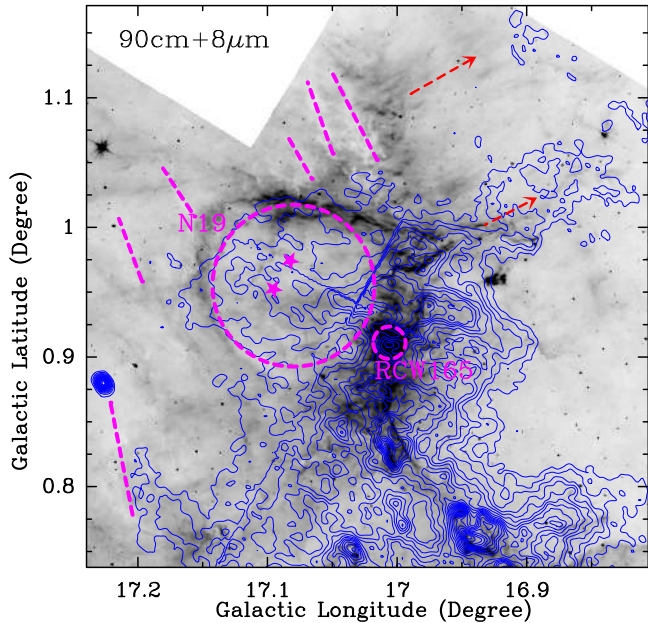 90cm+8μm
1.1
1
0.9
0.8
N19
RCW165
17.2
17.1
17
16.9
Galactic Latitude (Degree)
Galactic Longitude (Degree)